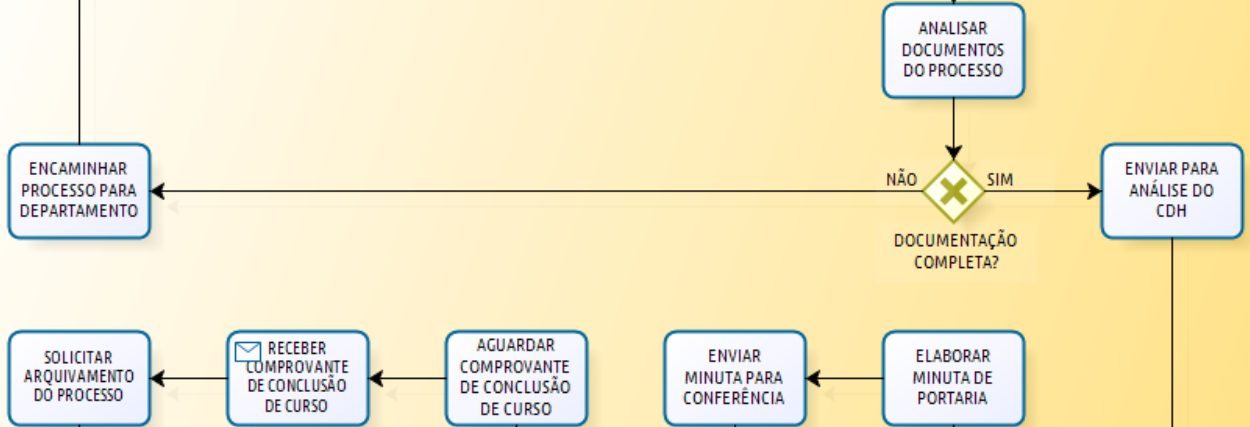 ANALISAR
DOCUMENTOS
DO PROCESSO
ENCAMINHAR
PROCESSO PARA
DEPARTAMENTO
NÃO
SIM
ENVIAR PARA
ANÁLISE DO
CDH
DOCUMENTAÇÃO
COMPLETA?
SOLICITAR
ARQUIVAMENTO
DO PROCESSO
RECEBER
COMPROVANTE
DE CONCLUSÃO
DE CURSO
AGUARDAR
COMPROVANTE
DE CONCLUSÃO
DE CURSO
ENVIAR
MINUTA PARA
CONFERÊNCIA
ELABORAR
MINUTA DE
PORTARIA